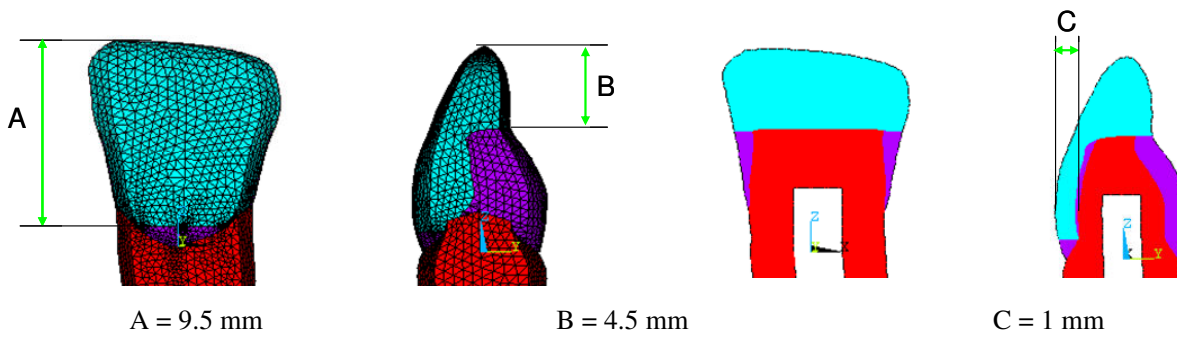 A
B
C
Z
Y
Z
Y
Z
Y X
Z
X Y
A = 9.5 mm
B = 4.5 mm
C = 1 mm